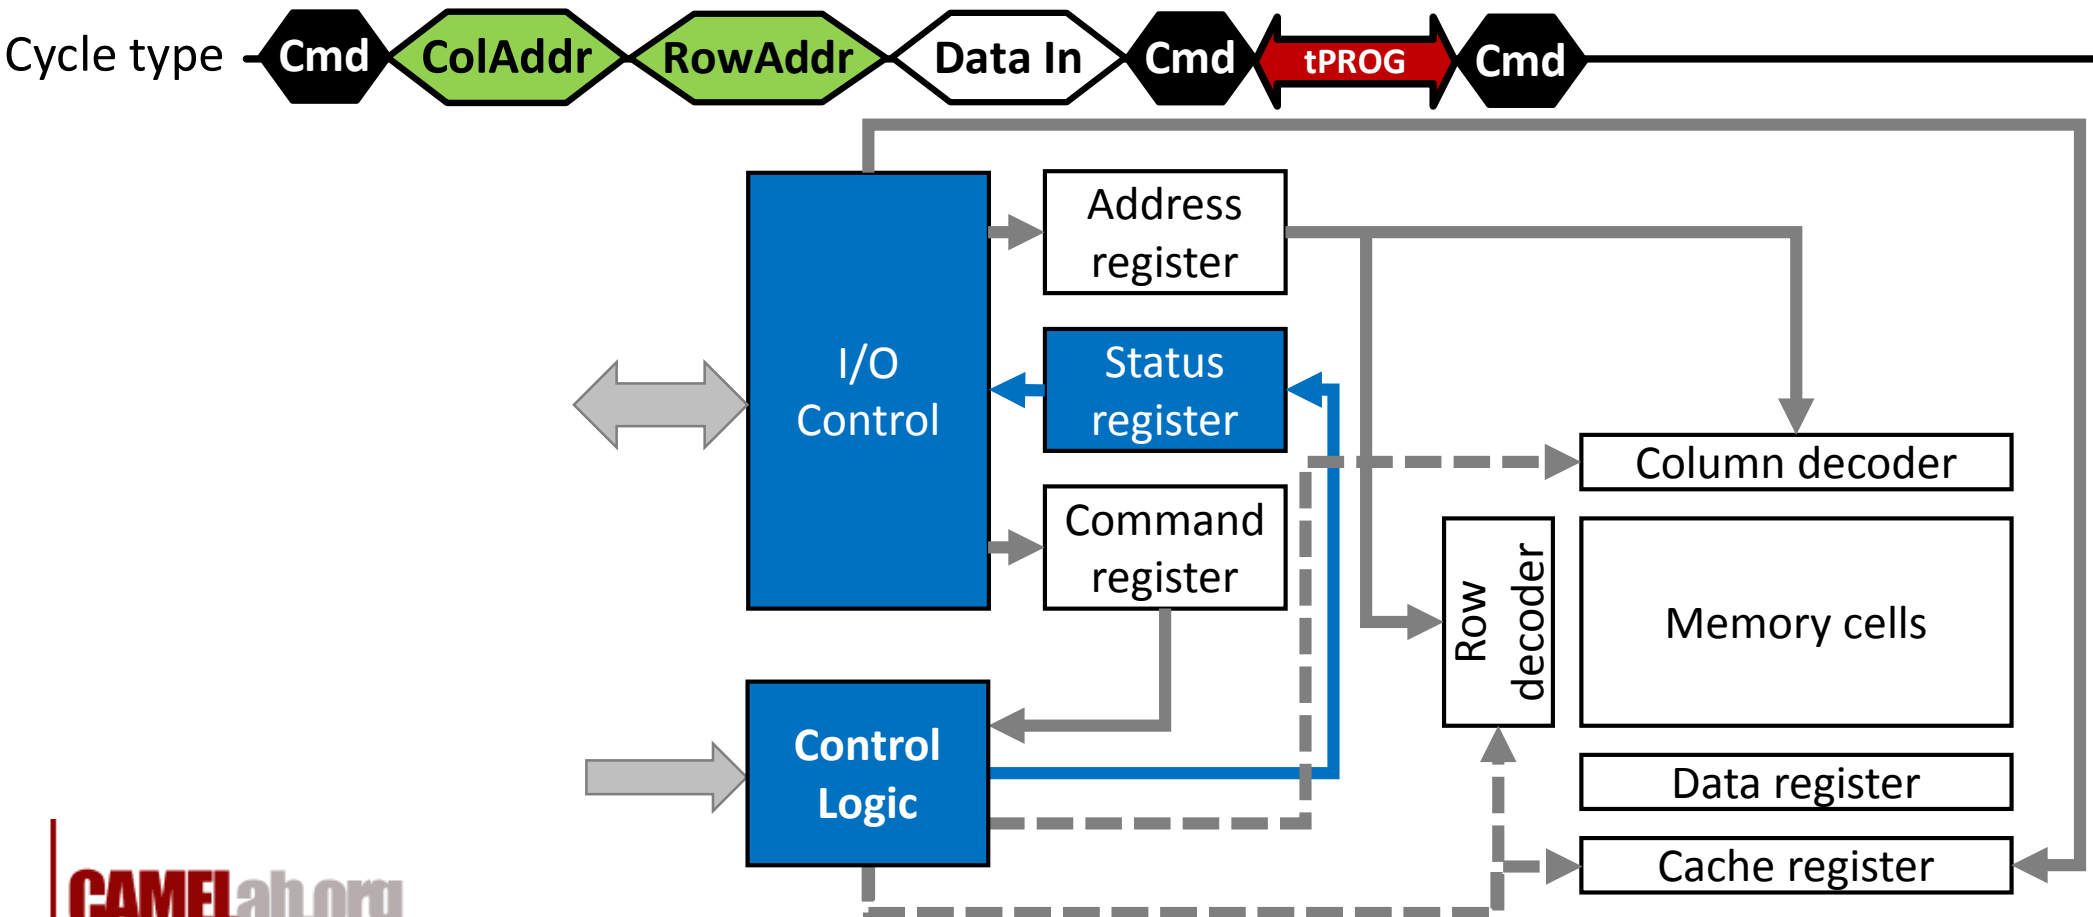 Cycle type Cmd ColAddr RowAddr Data In Cmd tPROG Cmd
Address
register
I/O
Control
Status
register
Column decoder
Command
register
Row
decoder
Memory cells
Control
Logic
Data register
Cache register
CAMELab.org